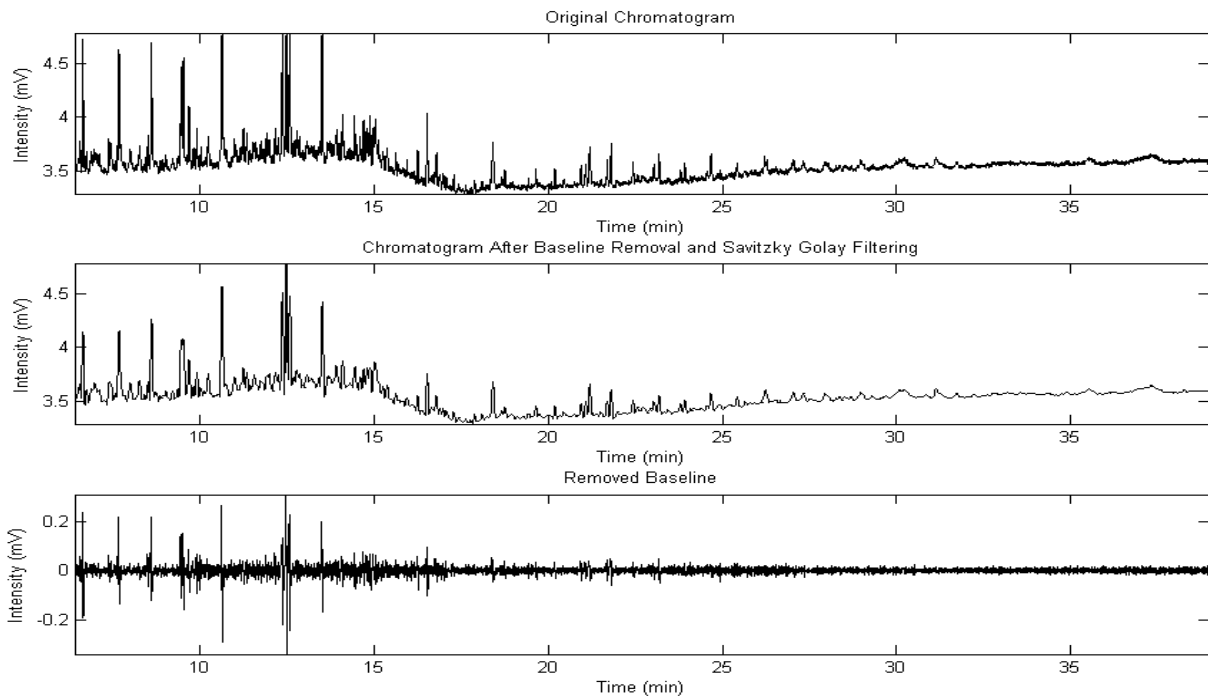 Original Chromatogram
Intensity (mV)
4.5
4
3.5
10 15 20 25 30 35
Time (min)
Chromatogram After Baseline Removal and Savitzky Golay Filtering
Intensity (mV)
4.5
4
3.5
10 15 20 25 30 35
Time (min)
Removed Baseline
Intensity (mV)
0.2
0
-0.2
10 15 20 25 30 35
Time (min)